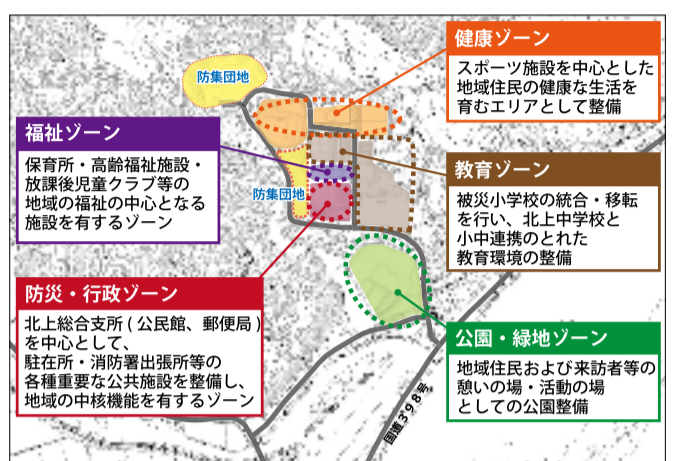 健康ゾーン
スポーツ施設を中心とした
地域住民の健康な生活を
育むエリアとして整備
防集団地
福祉ゾーン
保育所・高齢福祉施設・
放課後児童クラブ等の
地域の福祉の中心となる
施設を有するゾーン
防集団地
教育ゾーン
被災小学校の統合・移転
を行い、北上中学校と
小中連携のとれた
教育環境の整備
防災・行政ゾーン
北上総合支所(公民館、郵便局)
を中心として、
駐在所・消防署出張所等の
各種重要な公共施設を整備し、
地域の中核機能を有するゾーン
公園・緑地ゾーン
地域住民および来訪者等の
憩いの場・活動の場
としての公園整備
国道398号